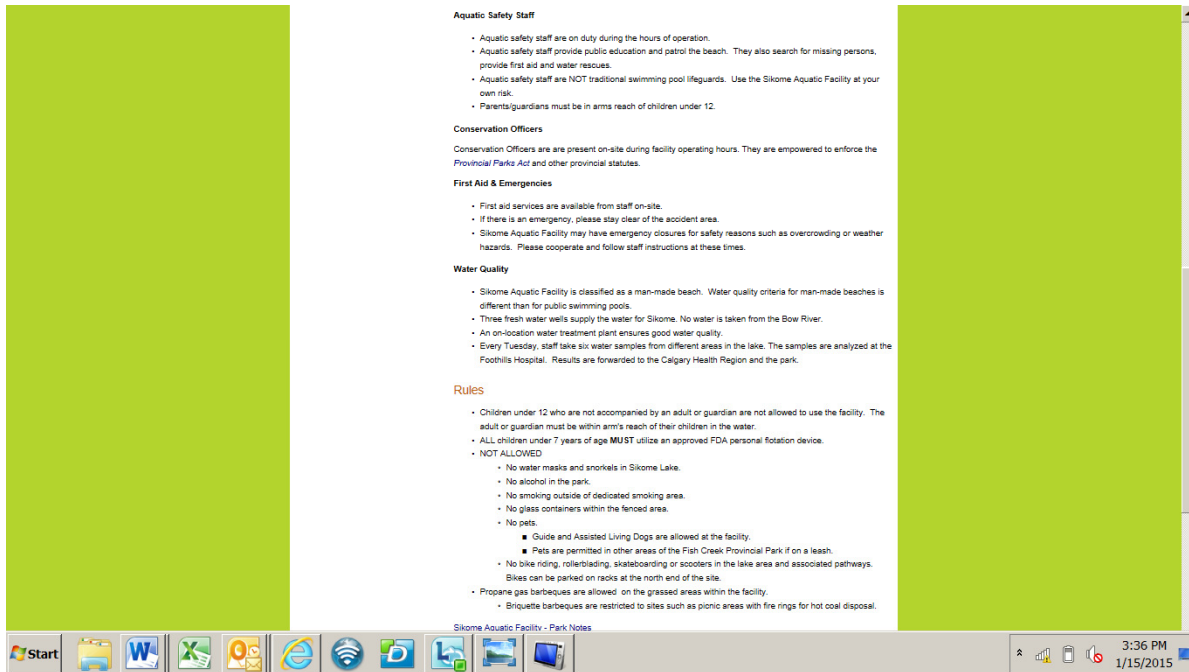 Aquatic Safety Staff
• Aquatic safety staff are on duty during the hours of operation.
• Aquatic safety staff provide public education and patrol the beach.  They also search for missing persons,
provide first aid and water rescues.
• Aquatic safety staff are NOT traditional swimming pool lifeguards.  Use the Sikome Aquatic Facility at your
own risk.
• Parents/guardians must be in arms reach of children under 12.
Conservation Officers
Conservation Officers are are present on-site during facility operating hours. They are empowered to enforce the
Provincial Parks Act and other provincial statutes.
First Aid & Emergencies
• First aid services are available from staff on-site.
• If there is an emergency, please stay clear of the accident area.
• Sikome Aquatic Facility may have emergency closures for safety reasons such as overcrowding or weather
hazards.  Please cooperate and follow staff instructions at these times.
Water Quality
• Sikome Aquatic Facility is classified as a man-made beach.  Water quality criteria for man-made beaches is
different than for public swimming pools.
• Three fresh water wells supply the water for Sikome. No water is taken from the Bow River.
• An on-location water treatment plant ensures good water quality.
• Every Tuesday, staff take six water samples from different areas in the lake. The samples are analyzed at the
Foothills Hospital.  Results are forwarded to the Calgary Health Region and the park.
Rules
• Children under 12 who are not accompanied by an adult or guardian are not allowed to use the facility.  The
adult or guardian must be within arm's reach of their children in the water.
• ALL children under 7 years of age MUST utilize an approved FDA personal flotation device.
• NOT ALLOWED
• No water masks and snorkels in Sikome Lake.
• No alcohol in the park.
• No smoking outside of dedicated smoking area.
• No glass containers within the fenced area.
• No pets.
■ Guide and Assisted Living Dogs are allowed at the facility.
■ Pets are permitted in other areas of the Fish Creek Provincial Park if on a leash.
• No bike riding, rollerblading, skateboarding or scooters in the lake area and associated pathways.
Bikes can be parked on racks at the north end of the site.
• Propane gas barbeques are allowed  on the grassed areas within the facility.
• Briquette barbeques are restricted to sites such as picnic areas with fire rings for hot coal disposal.
Sikome Aquatic Facility - Park Notes
Start
3:36 PM
1/15/2015